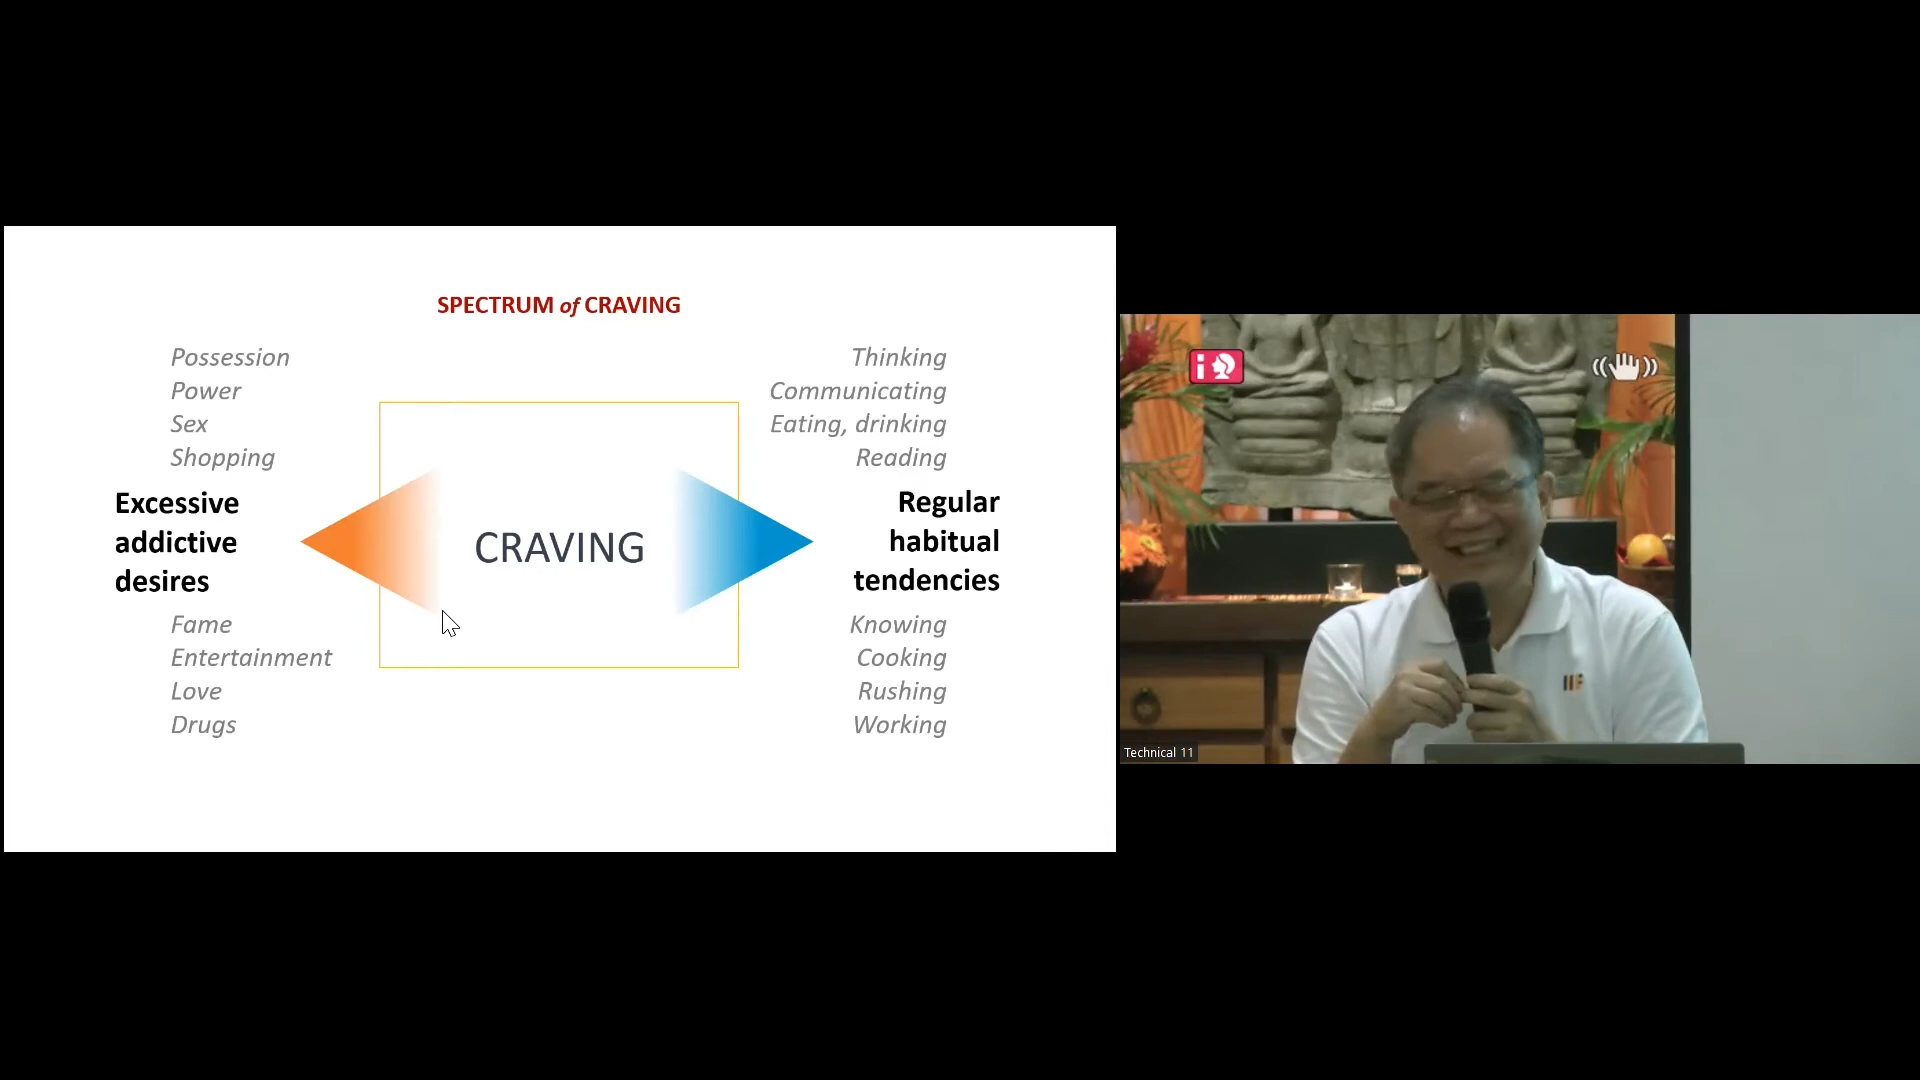 SPECTRUM of CRAVING
Possession
Power
Sex
Shopping
Excessive
addictive
desires
Fame
Entertainment
Love
Drugs
CRAVING
Thinking
Communicating
Eating, drinking
Reading
Regular
habitual
tendencies
Knowing
Cooking
Rushing
Working
Technical 11